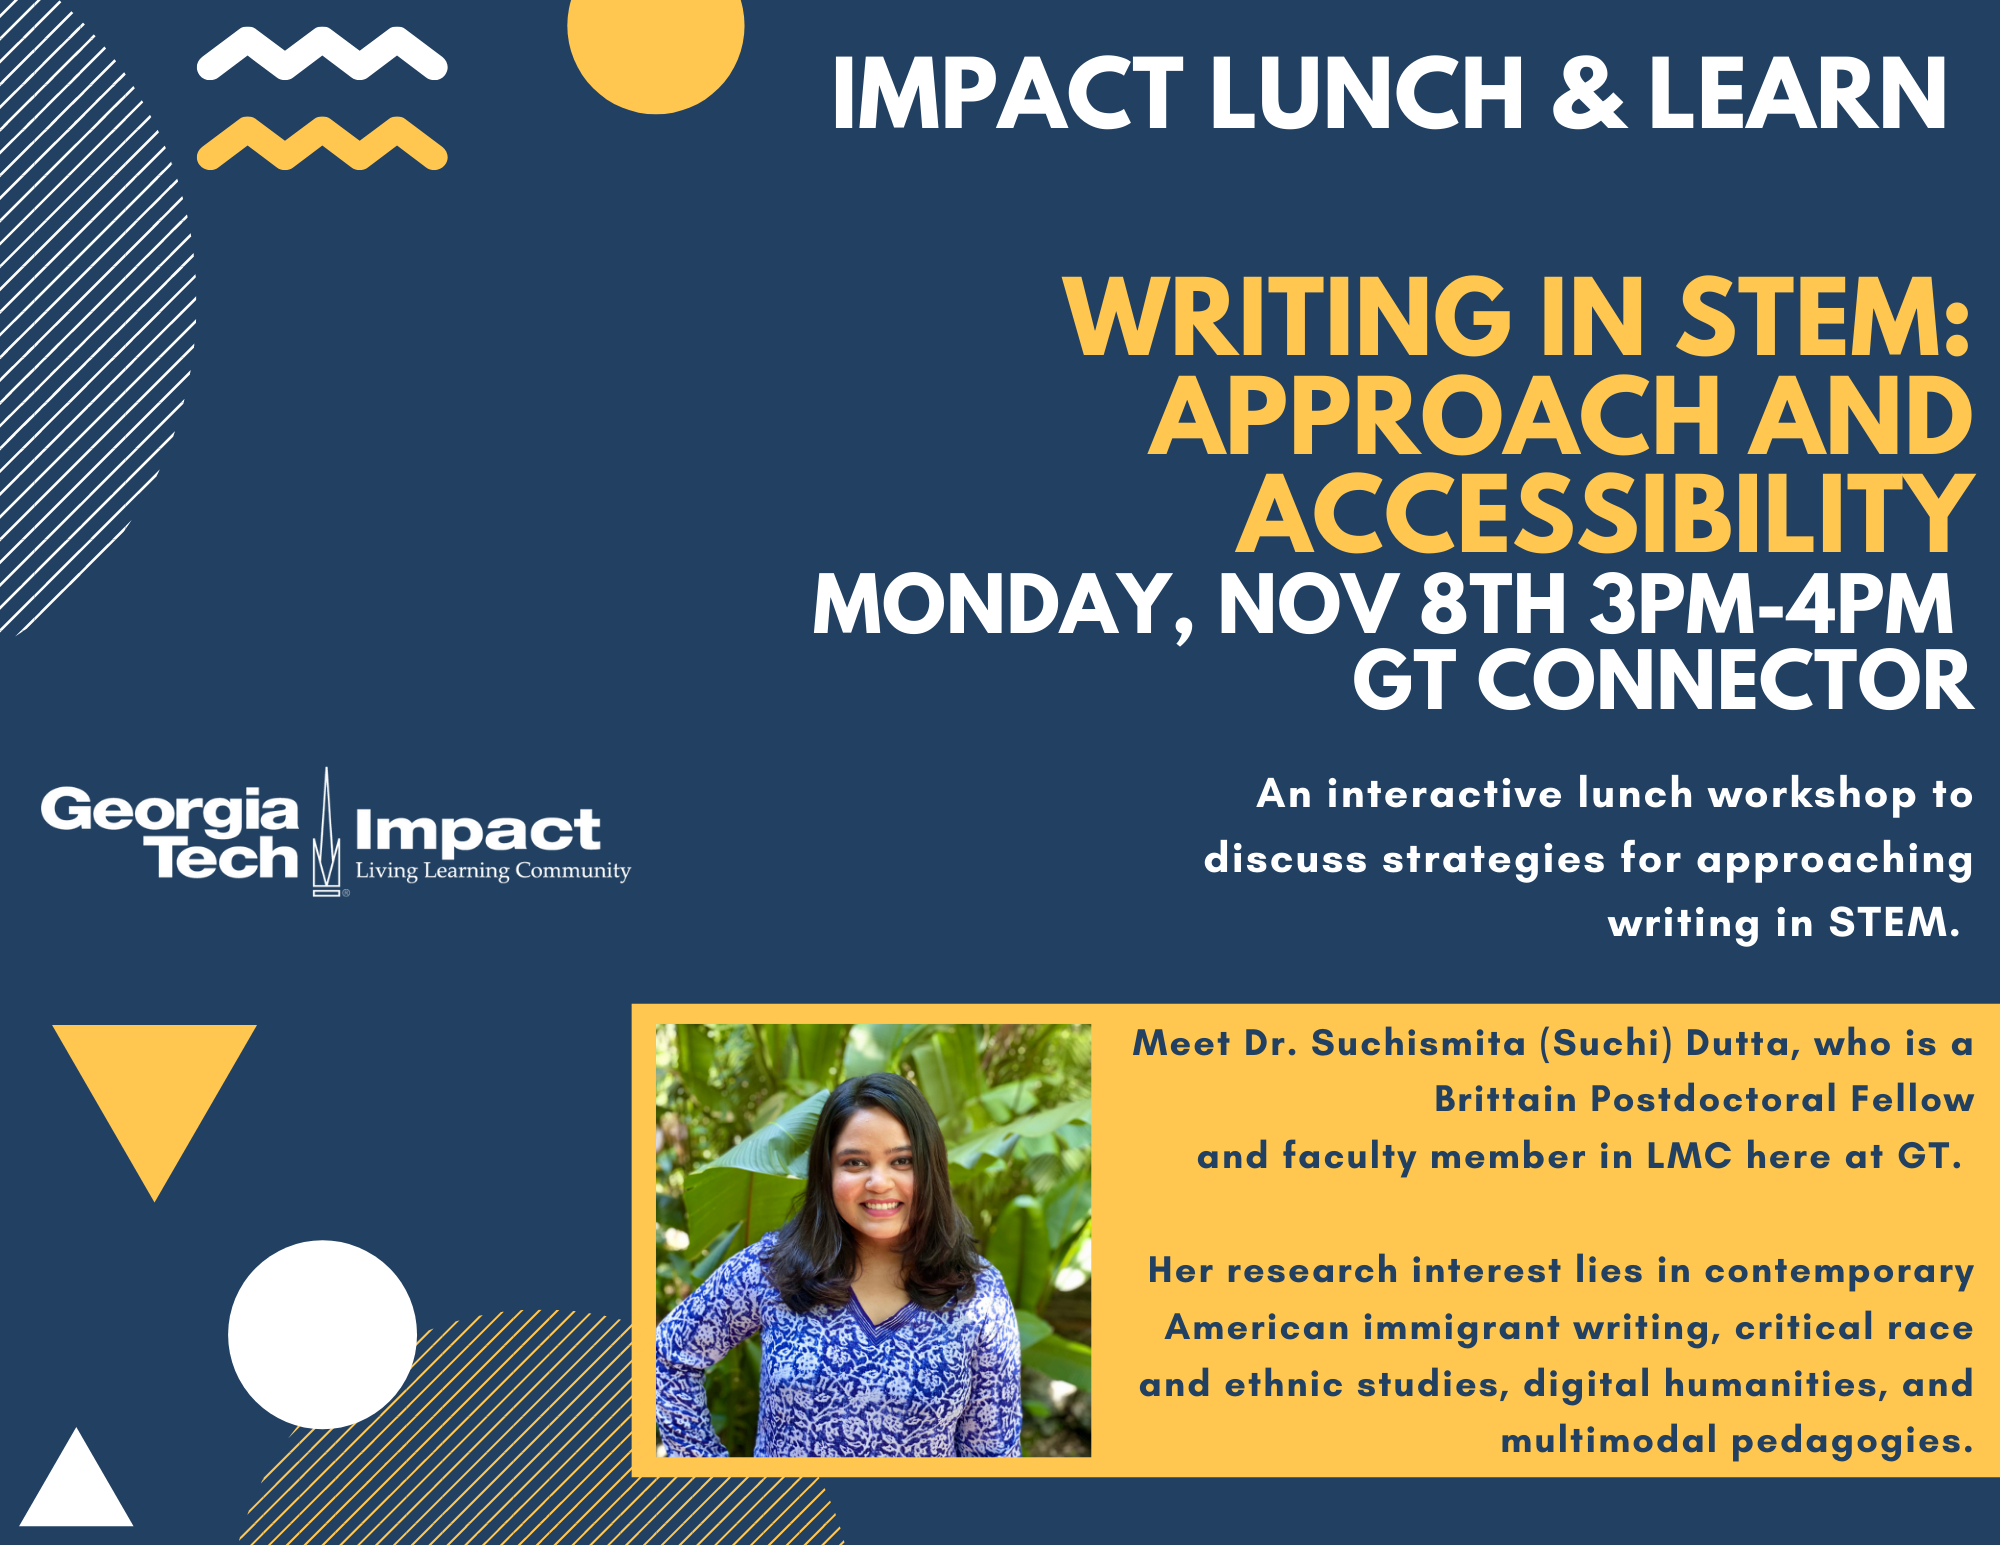 IMPACT LUNCH & LEARN
WRITING IN STEM:
APPROACH AND
ACCESSIBILITY
MONDAY, NOV 8TH 3PM-4PM
GT CONNECTOR
An interactive lunch workshop to
discuss strategies for approaching
writing in STEM.
Georgia
Tech
Impact
Living Learning Community
®
Meet Dr. Suchismita (Suchi) Dutta, who is a
Brittain Postdoctoral Fellow
and faculty member in LMC here at GT.
Her research interest lies in contemporary
American immigrant writing, critical race
and ethnic studies, digital humanities, and
multimodal pedagogies.